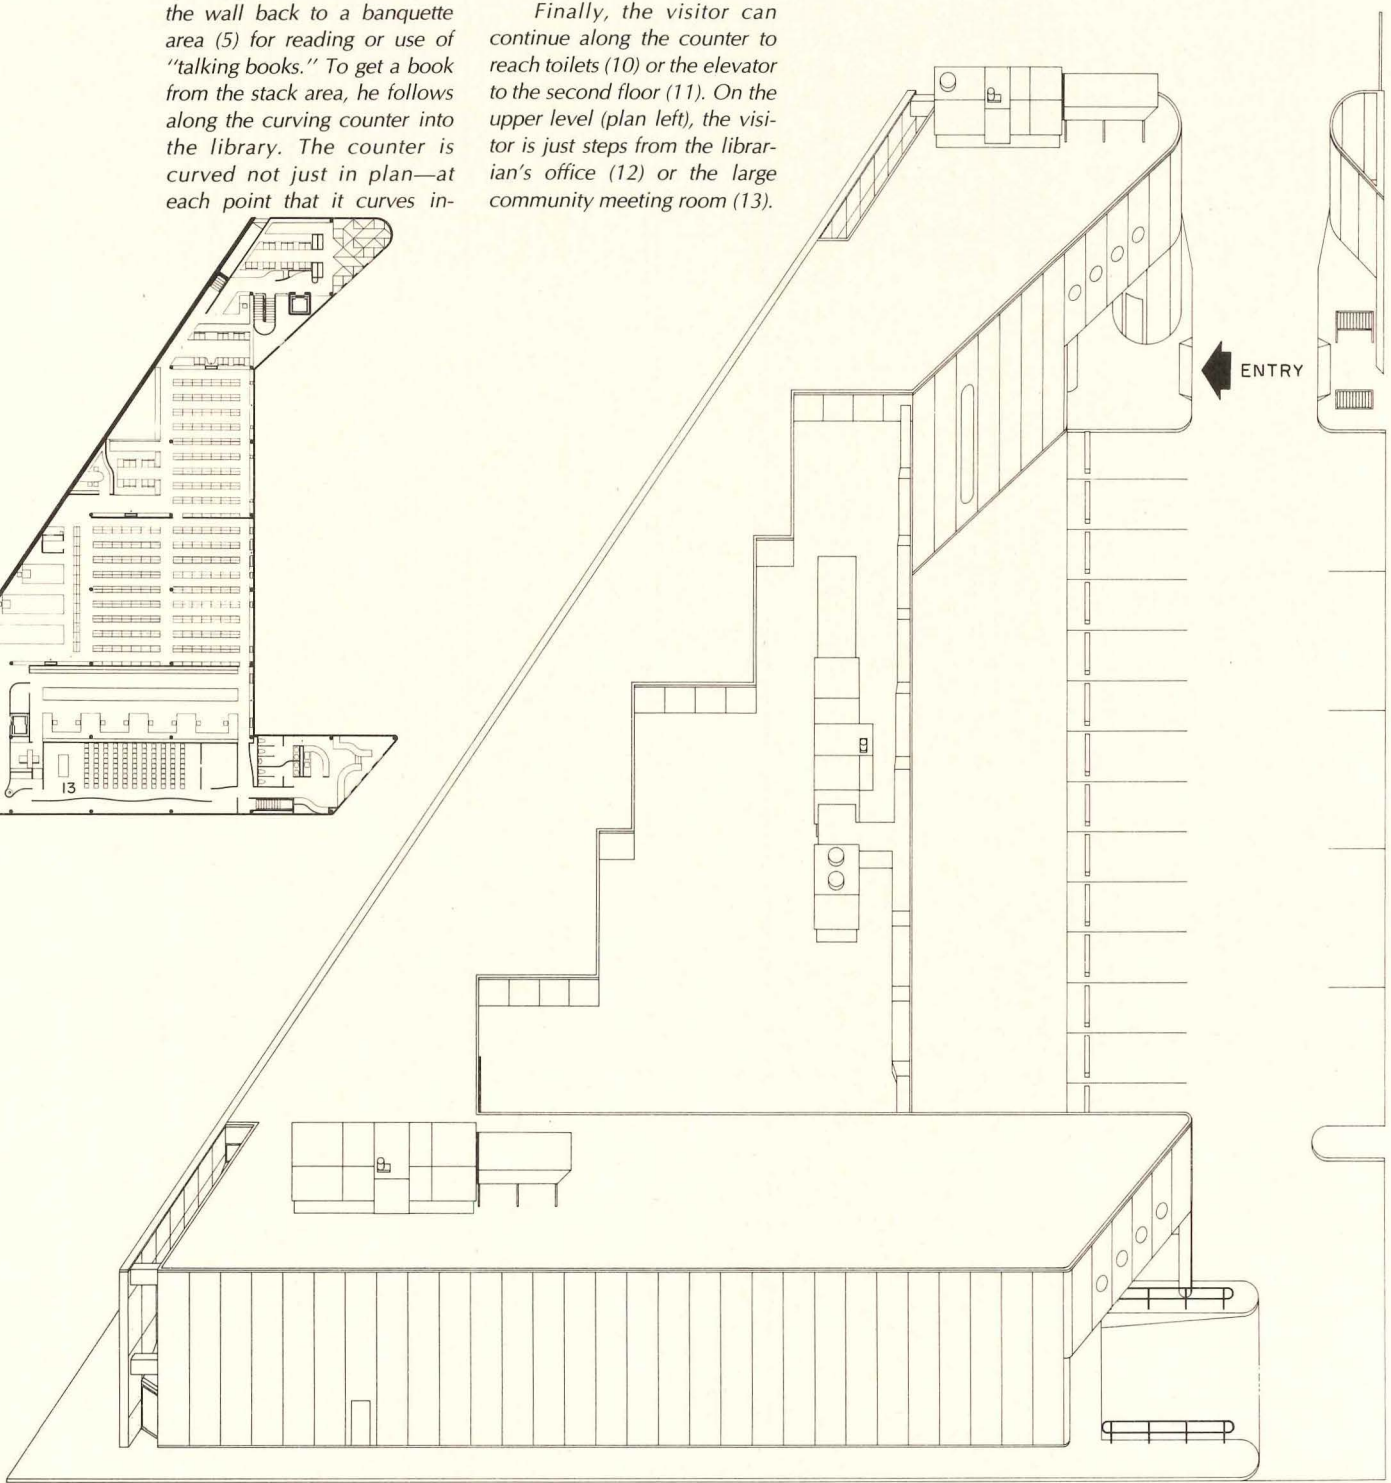 the wall back to a banquette
area (5) for reading or use of
“talking books.” To get a book
from the stack area, he follows
along the curving counter into
the library. The counter is
curved not just in plan—at
each point that it curves in-
Finally, the visitor can
continue along the counter to
reach toilets (10) or the elevator
to the second floor (11). On the
upper level (plan left), the visi-
tor is just steps from the librar-
ian’s office (12) or the large
community meeting room (13).
ENTRY
13